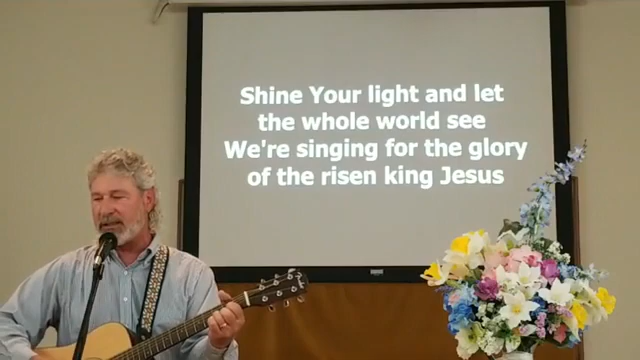 Shine Your light and let
the whole world see
We're singing for the glory
of the risen king Jesus